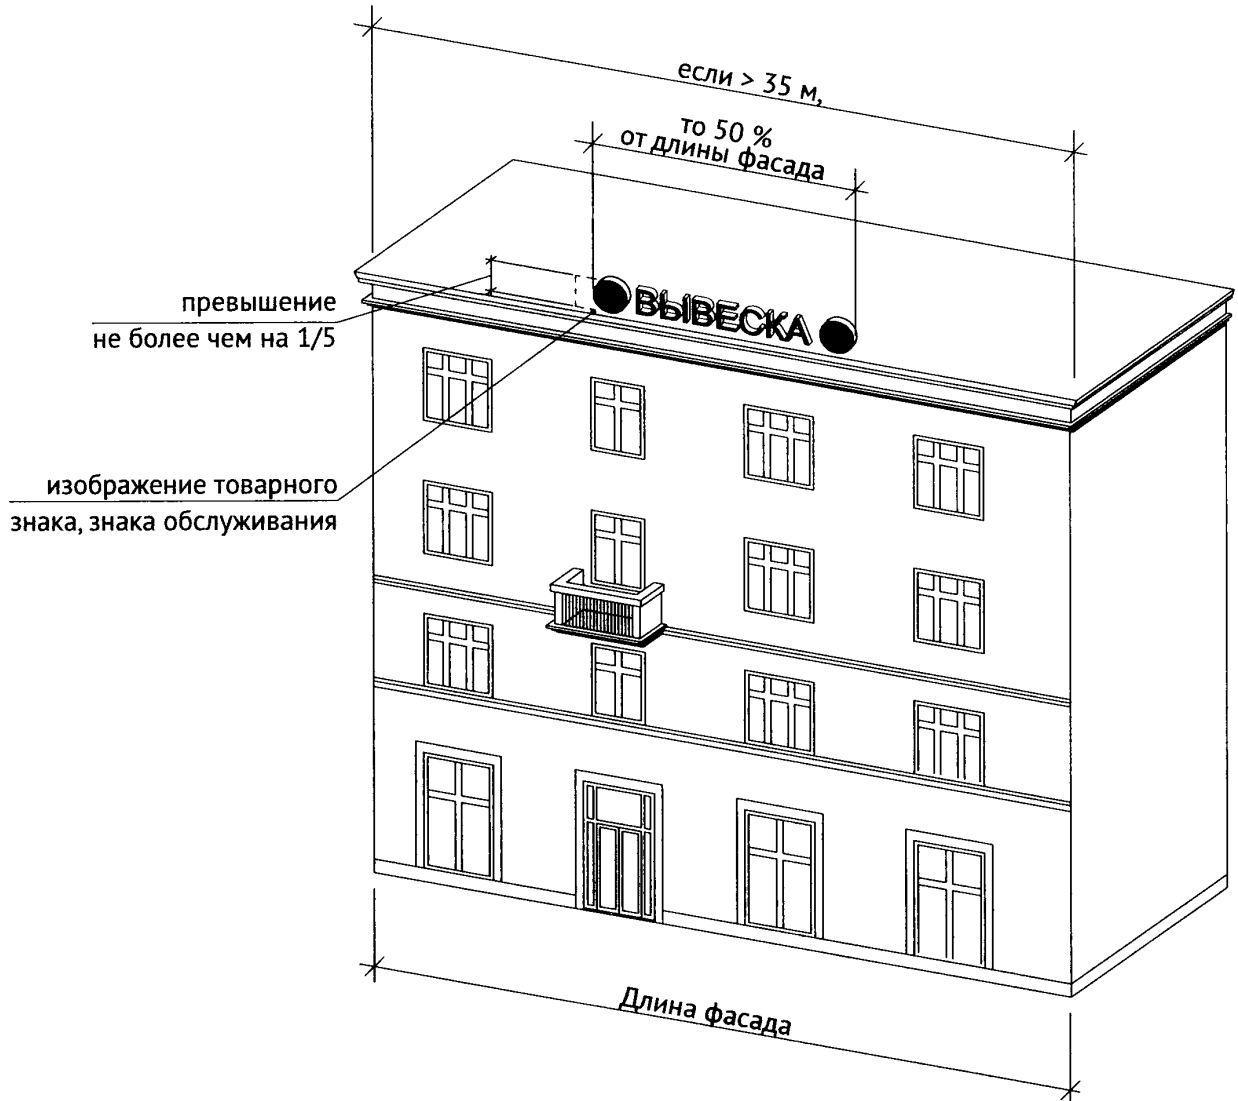 если > 35 м,
то 50 %
от длины фасада
ВЫВЕСКА
превышение
не более чем на 1/5
изображение товарного
знака, знака обслуживания
Длина фасада